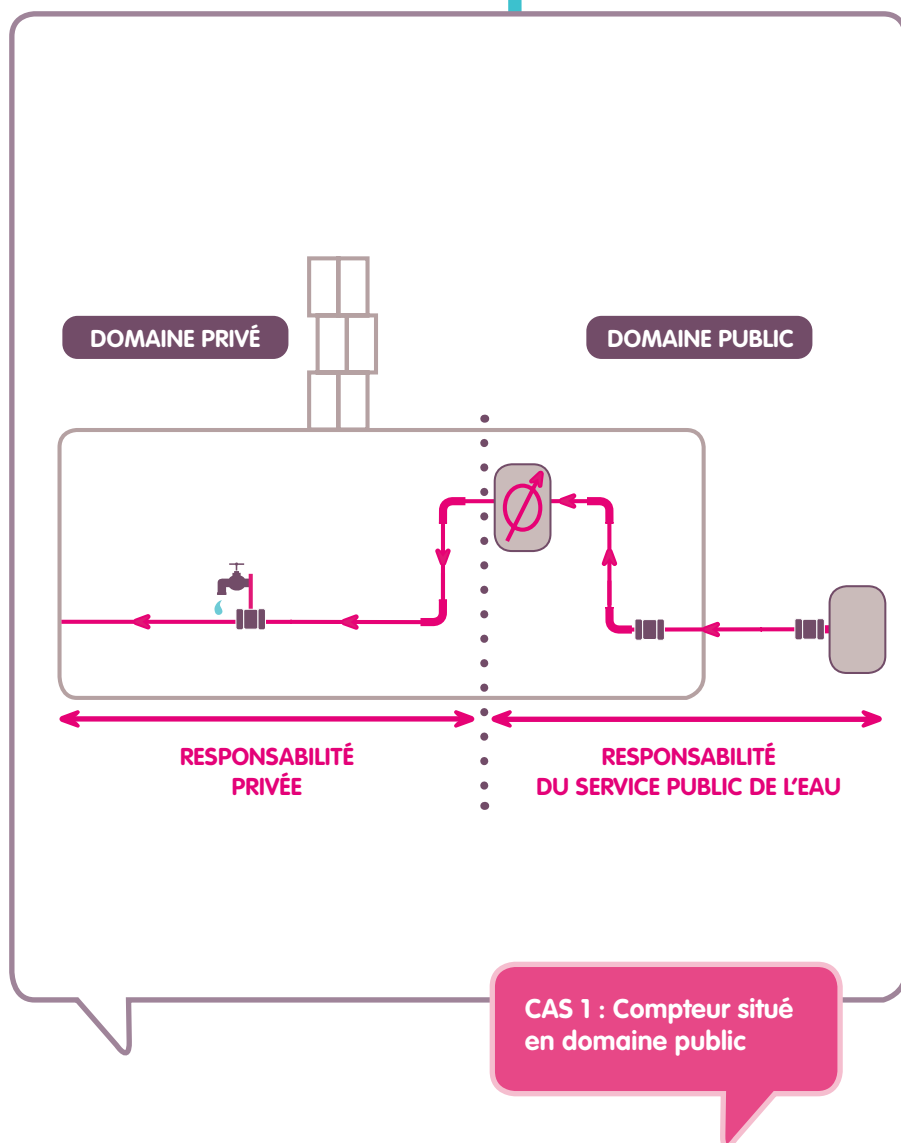 DOMAINE PRIVÉ
DOMAINE PUBLIC
RESPONSABILITÉ
PRIVÉE
RESPONSABILITÉ
DU SERVICE PUBLIC DE L'EAU
CAS 1 : Compteur situé
en domaine public